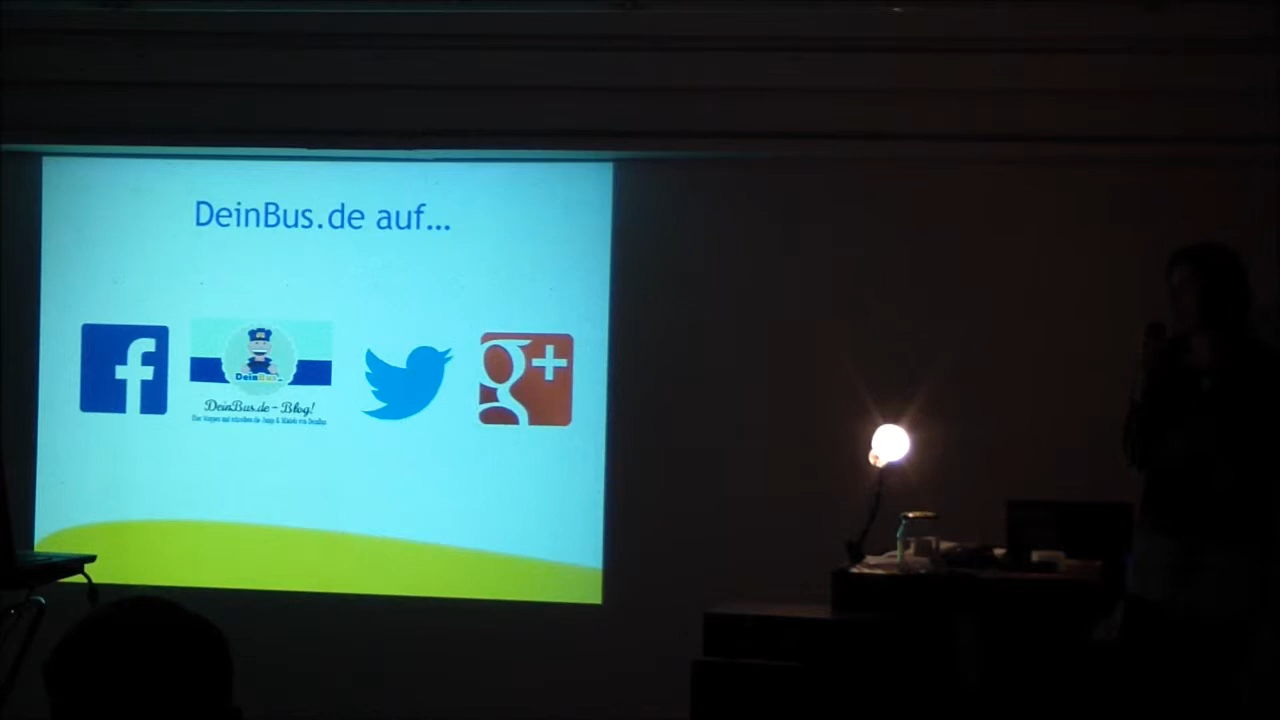 DeinBus.de auf...
f
DeinBus
g+
DeinBus.de - Blog!